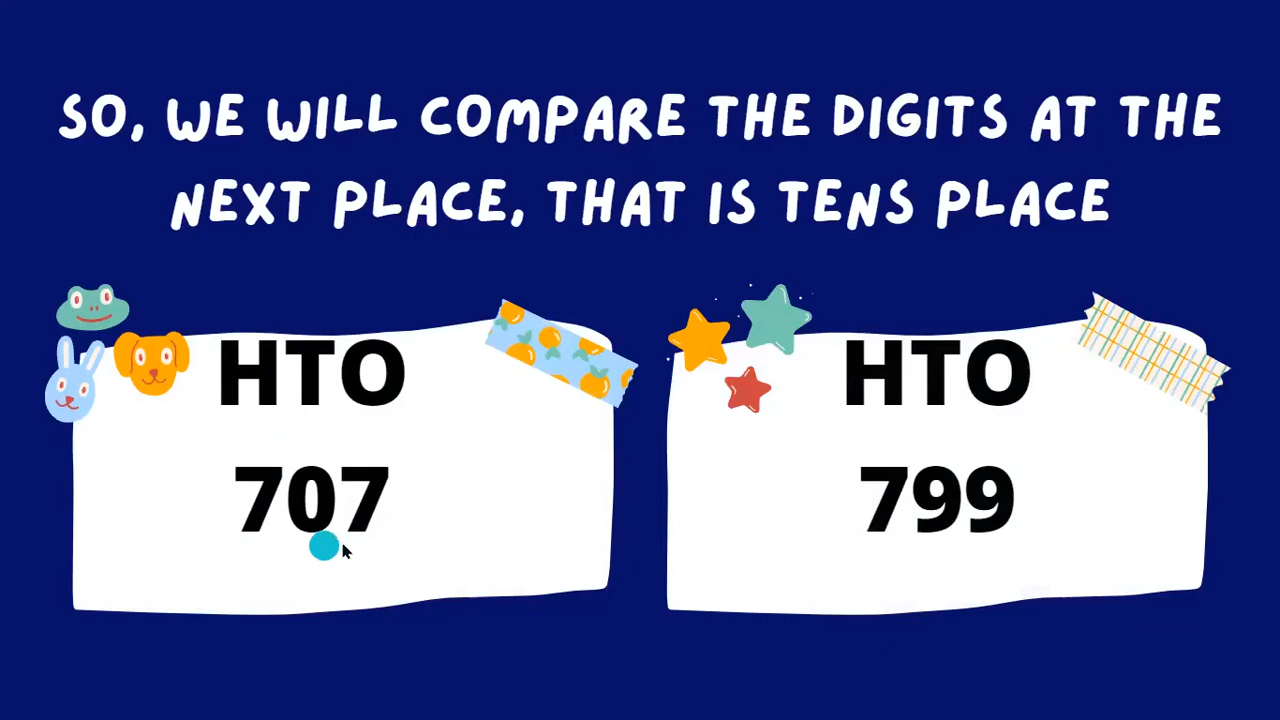 SO, WE WILL COMPARE THE DIGITS AT THE
NEXT PLACE, THAT IS TENS PLACE
HTO
707
HTO
799